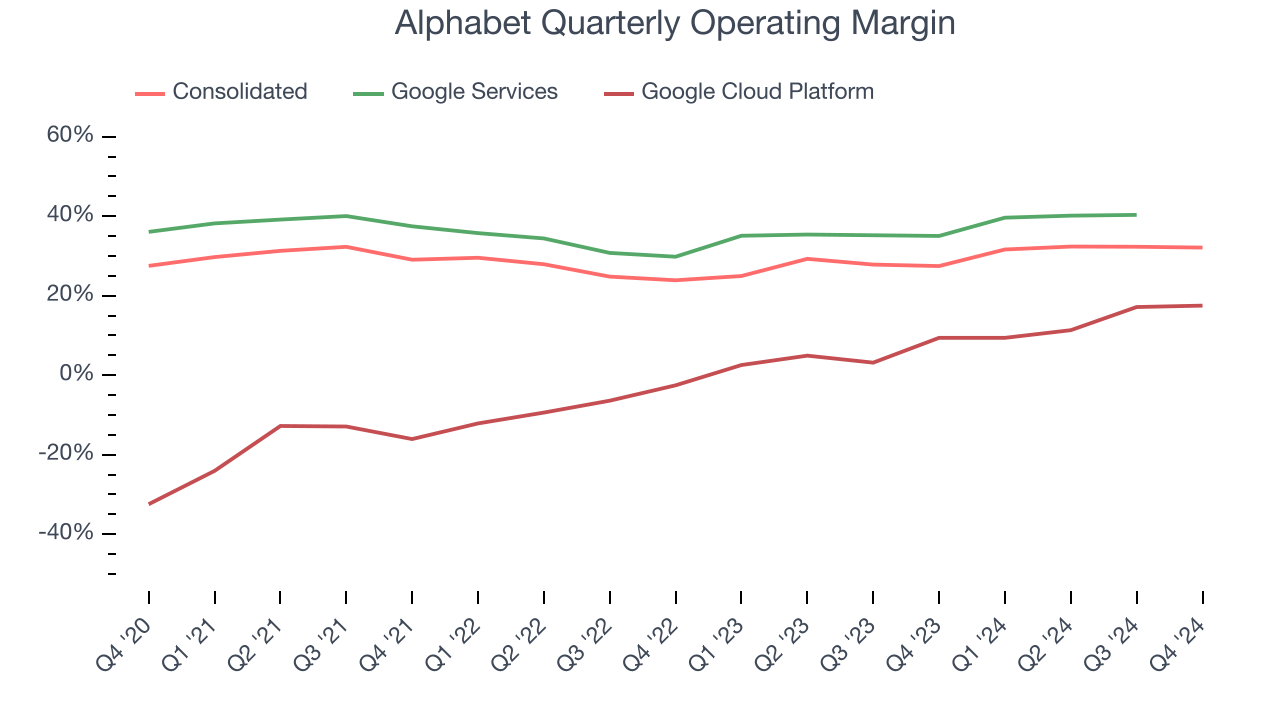 Alphabet Quarterly Operating Margin
Consolidated Google Services Google Cloud Platform
60%
40%
20%
0%
-20%
-40%
Q4 '20 Q1 '21 Q2 '21 Q3 '21 Q4 '21 Q1 '22 Q2 '22 Q3 '22 Q4 '22 Q1 '23 Q2 '23 Q3 '23 Q4 '23 Q1 '24 Q2 '24 Q3 '24 Q4 '24